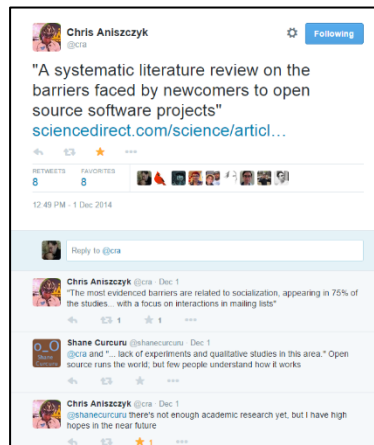 Chris Aniszczyk
@cra
Following
"A systematic literature review on the
barriers faced by newcomers to open
source software projects"
sciencedirect.com/science/articl...
RETWEETS
8
FAVORITES
8
12:49 PM - 1 Dec 2014
Reply to @cra
Chris Aniszczyk @cra · Dec 1
"The most evidenced barriers are related to socialization, appearing in 75% of
the studies... with a focus on interactions in mailing lists"
1 1
o_O
Shane
Curcuru
Shane Curcuru @shanecurcuru · Dec 1
@cra and "... lack of experiments and qualitative studies in this area." Open
source runs the world; but few people understand how it works
Chris Aniszczyk @cra · Dec 1
@shanecurcuru there's not enough academic research yet, but I have high
hopes in the near future
1